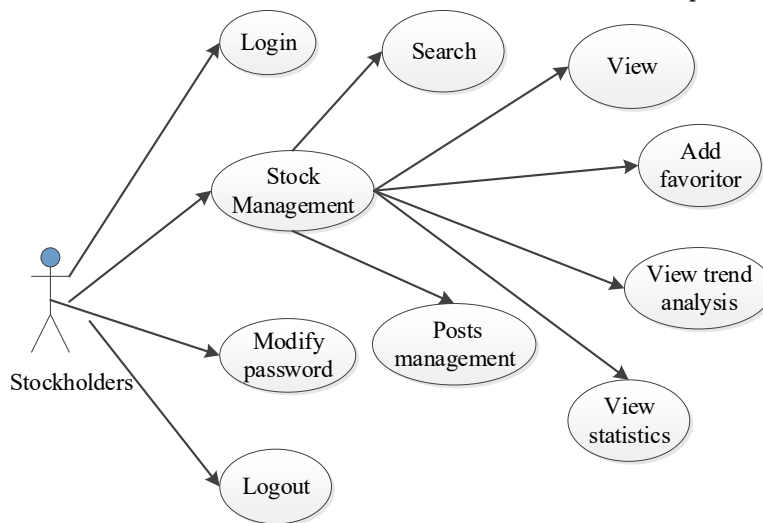 Login
Search
View
Add
favoritor
Stock
Management
View trend
analysis
Posts
management
Modify
password
Stockholders
View
statistics
Logout